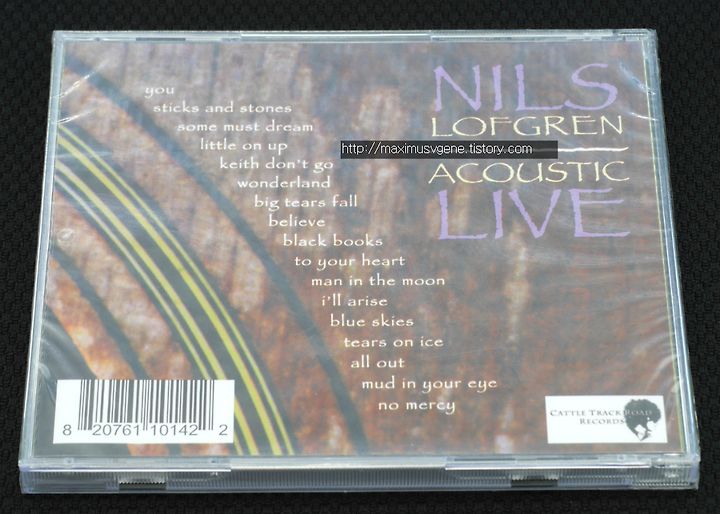 NILS
LOFGREN
http://maximusvgene.tistory.com
ACOUSTIC
LIVE
you
sticks and stones
some must dream
little on up
keith don't go
wonderland
big tears fall
believe
black books
to your heart
man in the moon
i'll arise
blue skies
tears on ice
all out
mud in your eye
no mercy
8 20761 10142 2
CATTLE TRACK ROAD
RECORDS